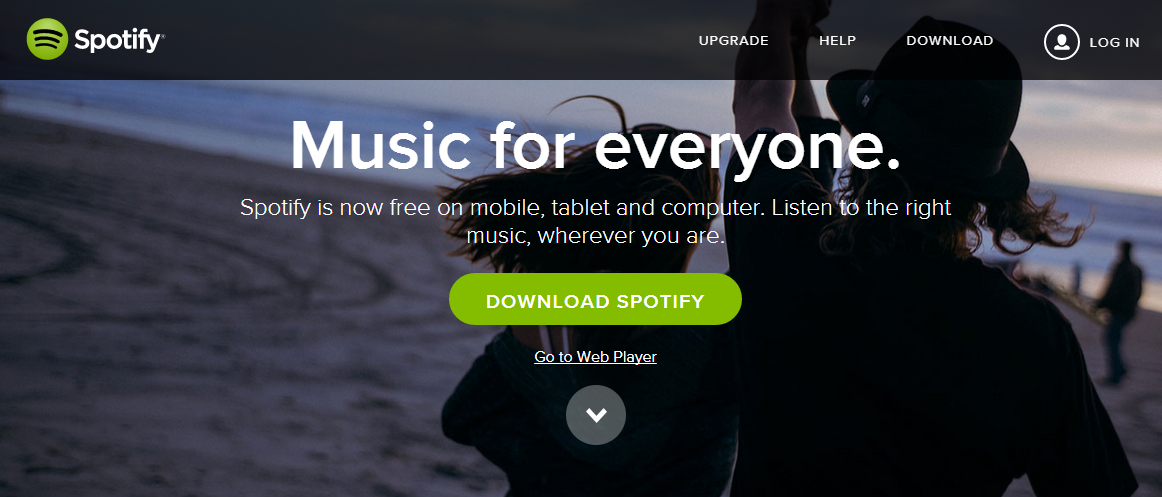 Spotify®
UPGRADE
HELP
DOWNLOAD
LOG IN
Music for everyone.
Spotify is now free on mobile, tablet and computer. Listen to the right
music, wherever you are.
DOWNLOAD SPOTIFY
Go to Web Player